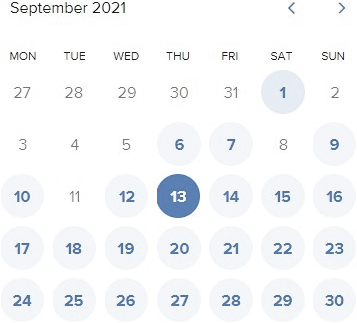 September 2021
MON TUE WED THU FRI SAT SUN
27 28 29 30 31 1 2
3 4 5 6 7 8 9
10 11 12 13 14 15 16
17 18 19 20 21 22 23
24 25 26 27 28 29 30